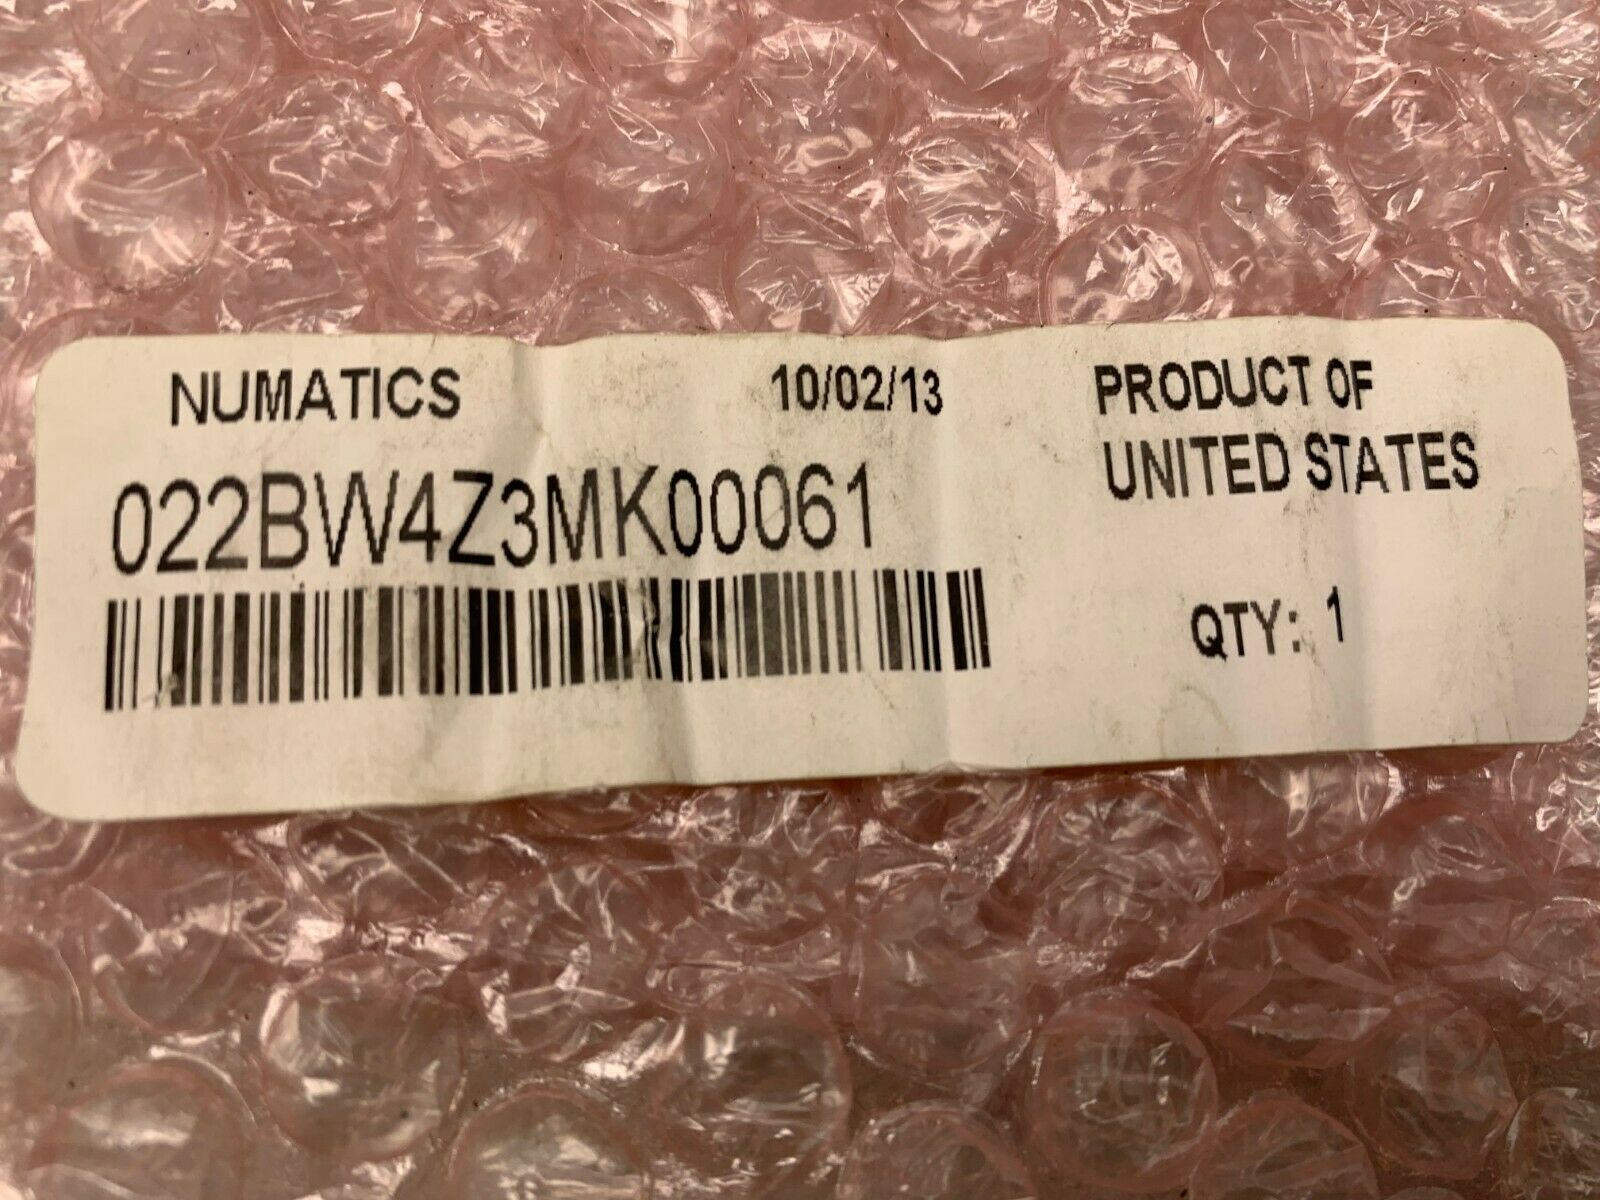 NUMATICS
10/02/13
PRODUCT OF
UNITED STATES
022BW4Z3MK00061
QTY: 1